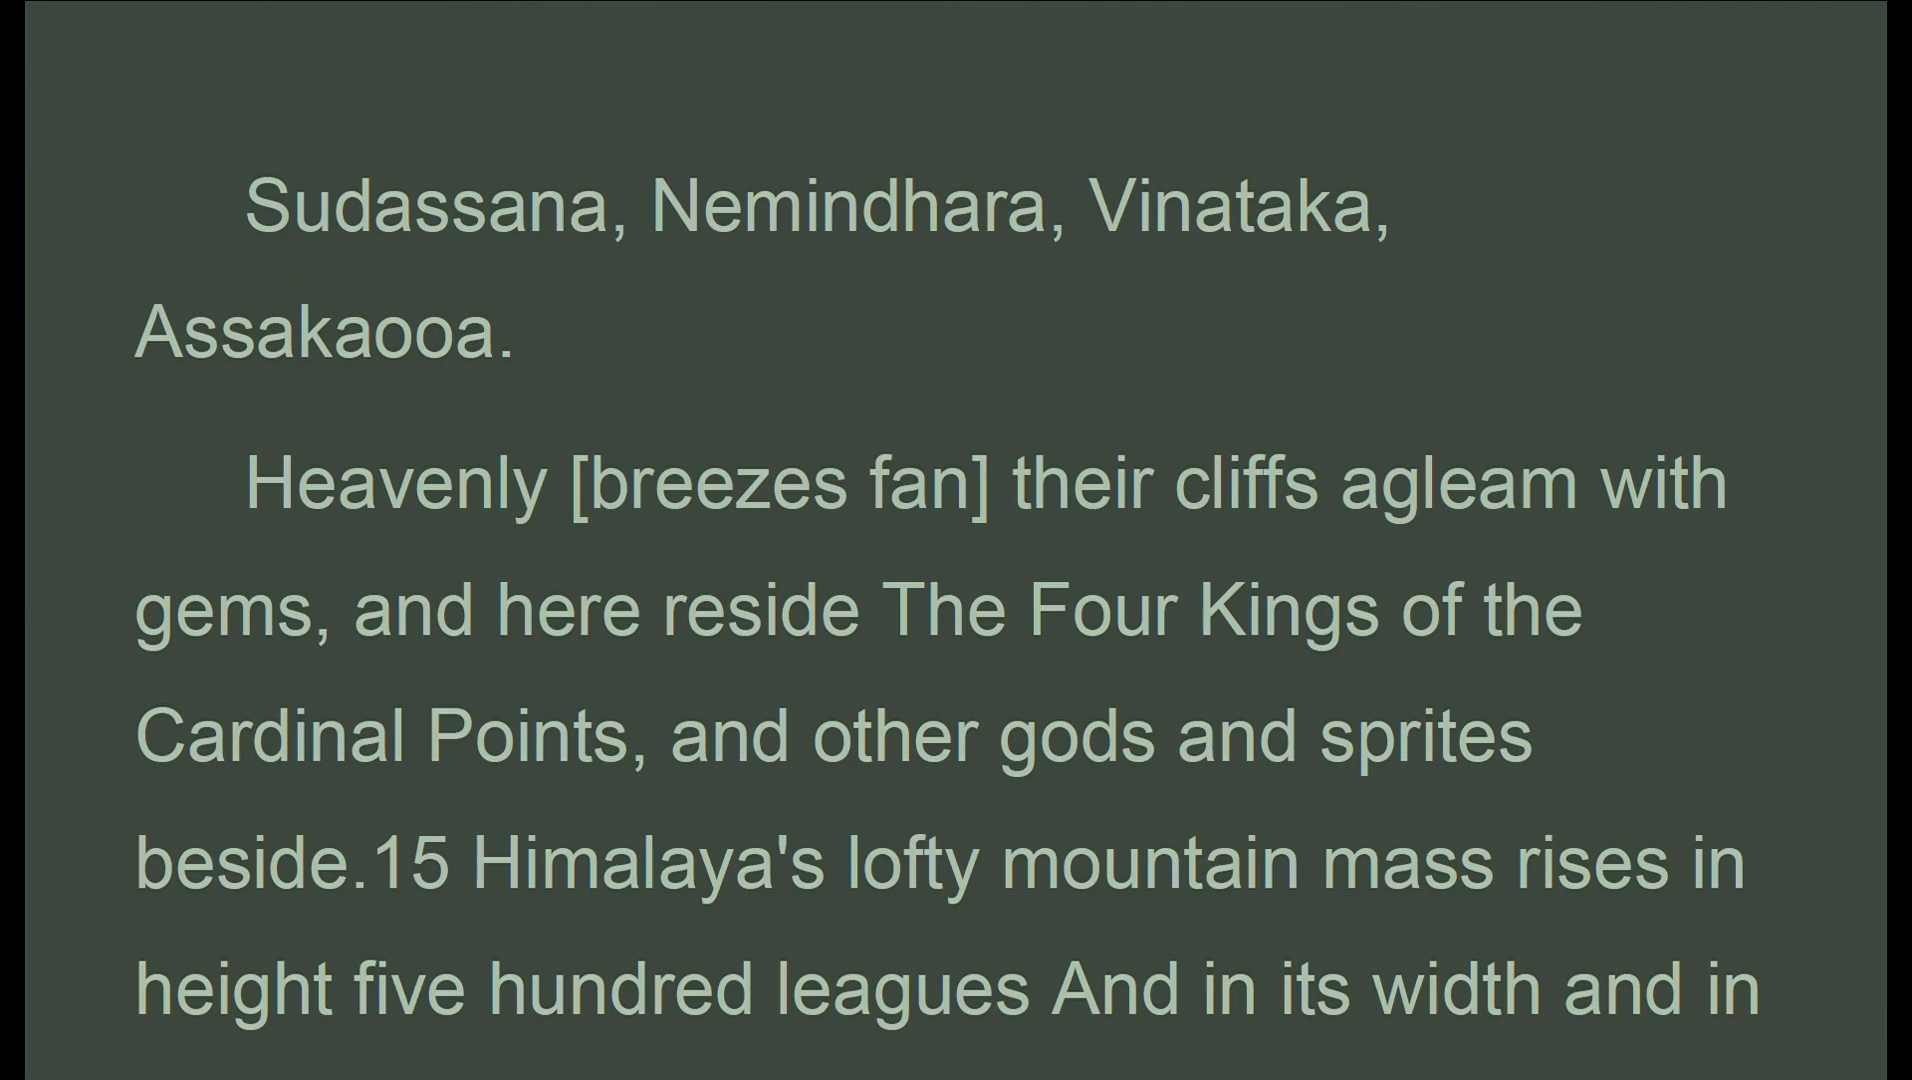 Sudassana, Nemindhara, Vinataka,
Assakaooa.
Heavenly [breezes fan] their cliffs agleam with
gems, and here reside The Four Kings of the
Cardinal Points, and other gods and sprites
beside.15 Himalaya's lofty mountain mass rises in
height five hundred leagues And in its width and in